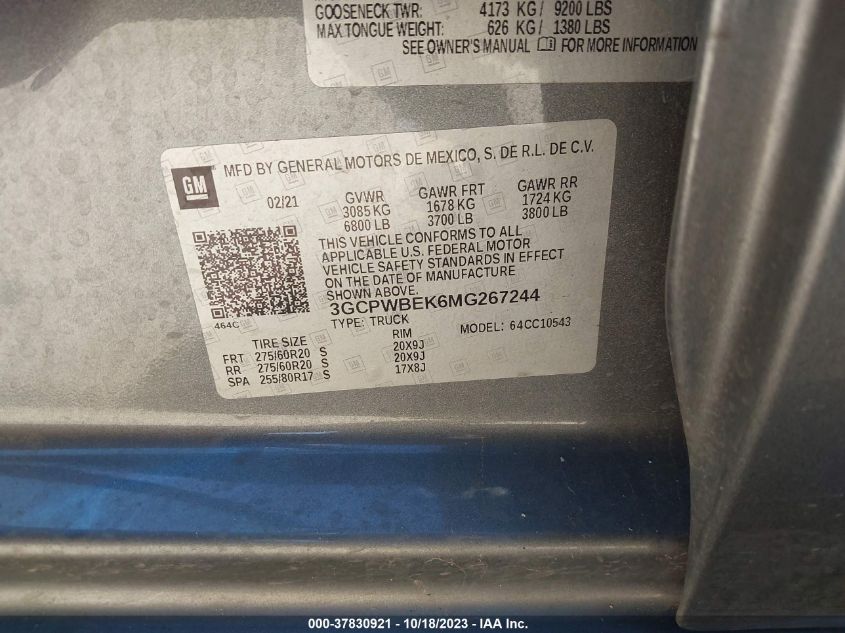 GOOSENECK TWR: 4173 KG / 9200 LBS
MAX TONGUE WEIGHT: 626 KG / 1380 LBS
SEE OWNER'S MANUAL FOR MORE INFORMATION
GM
MFD BY GENERAL MOTORS DE MEXICO, S. DE R.L. DE C.V.
02/21 GVWR GAWR FRT GAWR RR
3085 KG 1678 KG 1724 KG
6800 LB 3700 LB 3800 LB
THIS VEHICLE CONFORMS TO ALL
APPLICABLE U.S. FEDERAL MOTOR
VEHICLE SAFETY STANDARDS IN EFFECT
ON THE DATE OF MANUFACTURE
SHOWN ABOVE.
464C
3GCPWBEK6MG267244
TYPE: TRUCK MODEL: 64CC10543
TIRE SIZE RIM
FRT 275/60R20 S 20X9J
RR 275/60R20 S 20X9J
SPA 255/80R17 S 17X8J
000-37830921 - 10/18/2023 - IAA Inc.